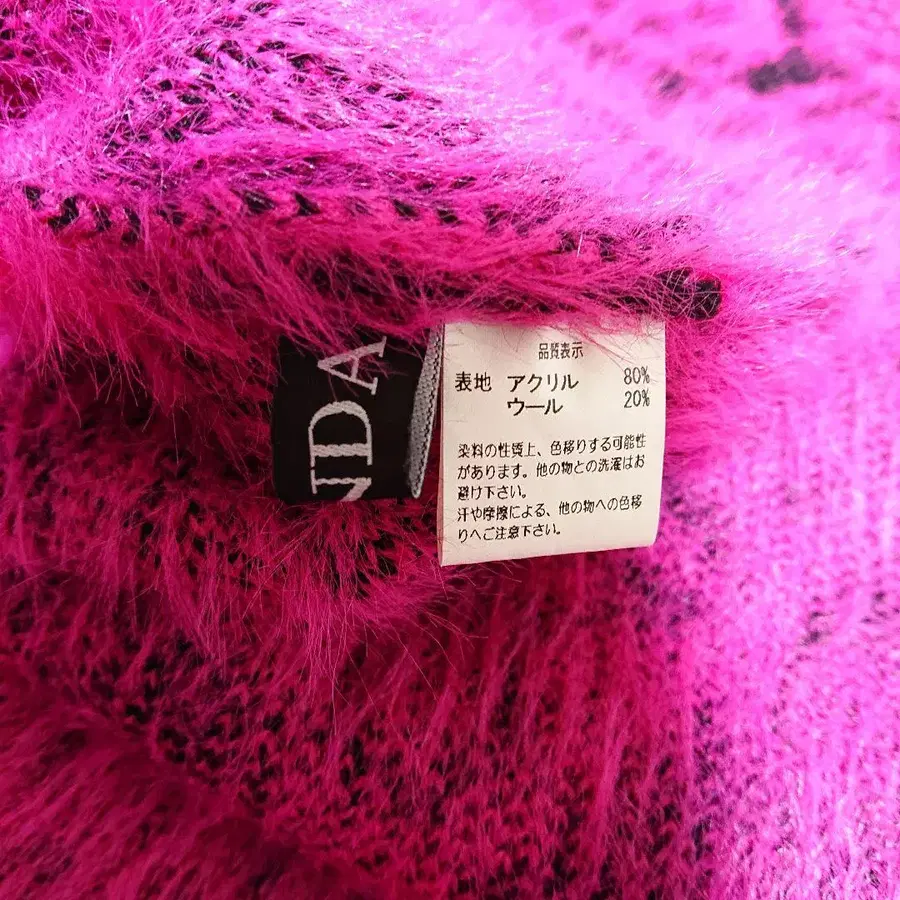 NDA
品質表示
表地 アクリル 80%
ウール 20%
染料の性質上、色移りする可能性
があります。他の物との洗濯はお
避け下さい。
汗や摩擦による、他の物への色移
りへご注意下さい。